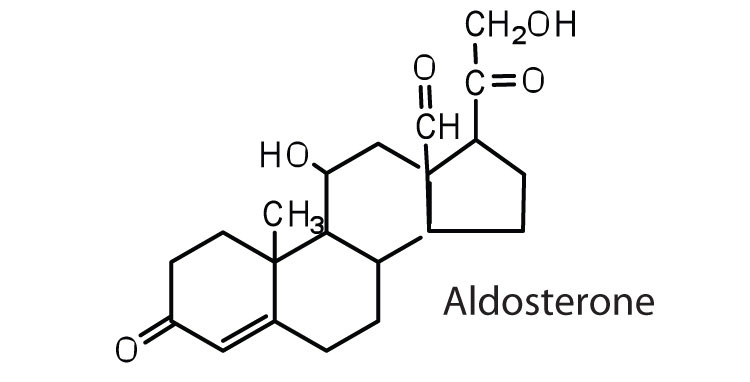 CH₂OH
O
C=O
CH
HO
CH₃
Aldosterone
O